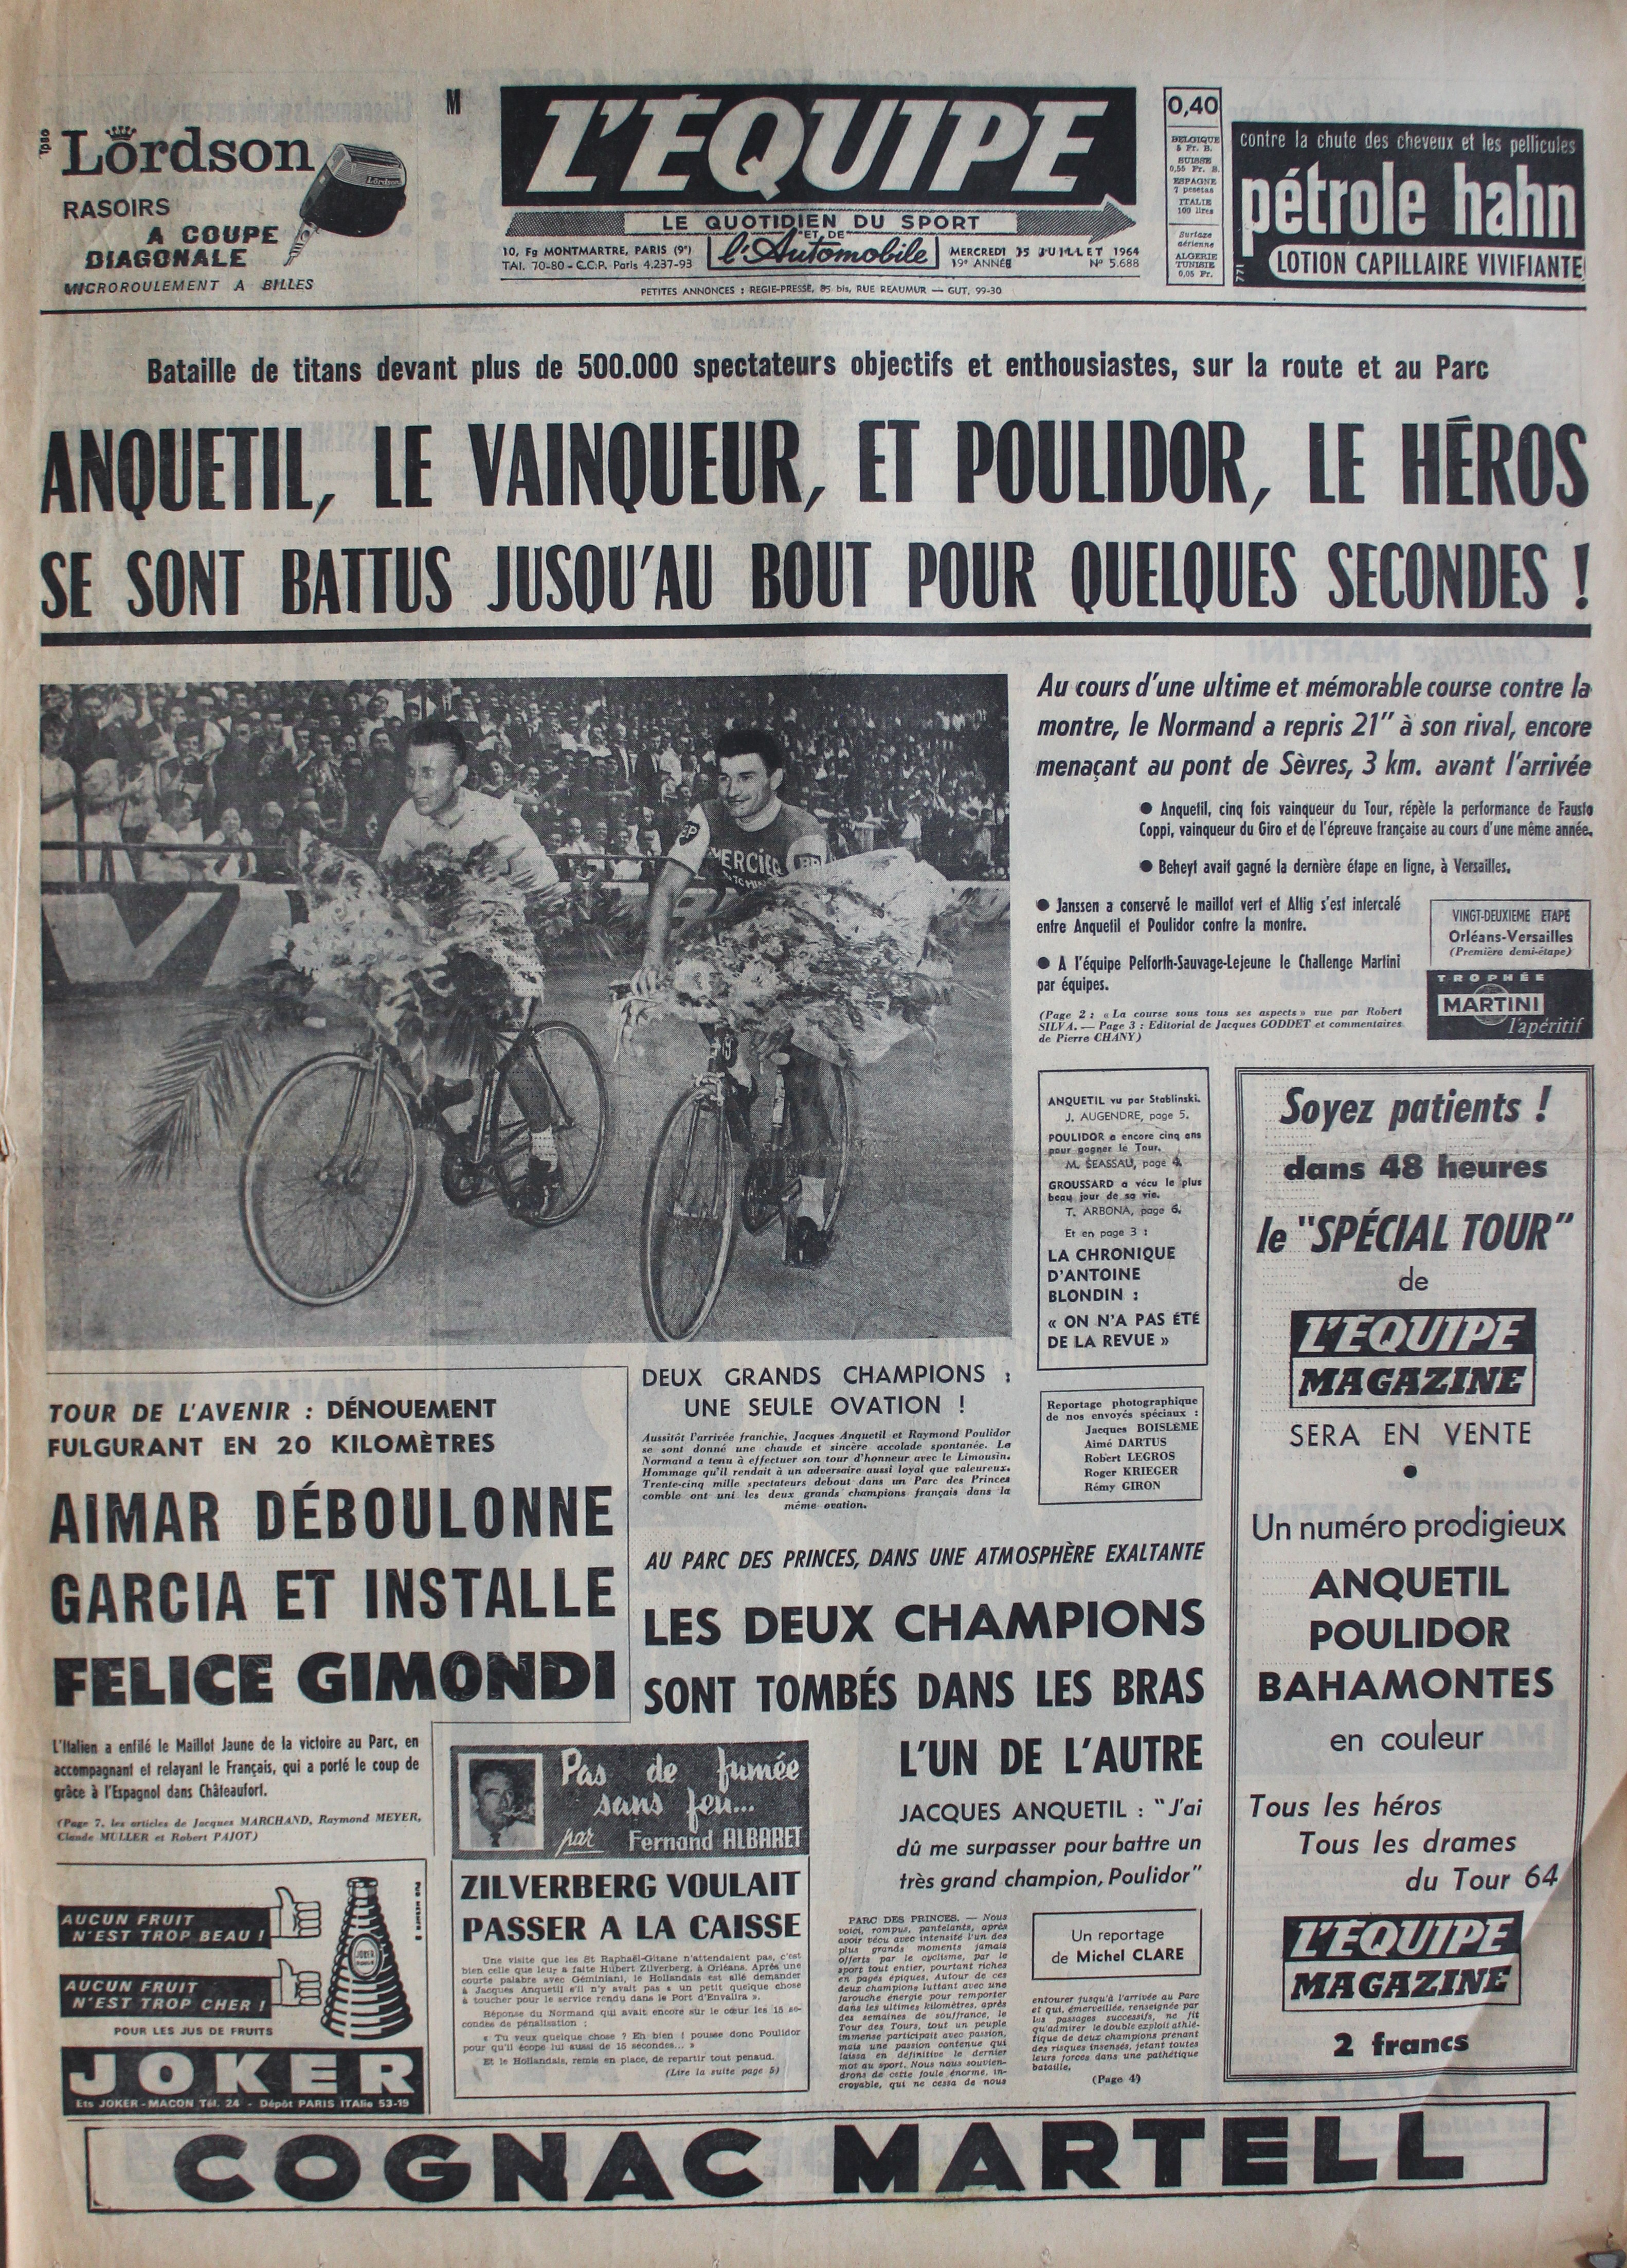 Lordson
RASOIRS
A COUPE
DIAGONALE
MICROROULEMENT A BILLES
M
L'ÉQUIPE
LE QUOTIDIEN DU SPORT
ET DE
l'Automobile
10, Fg MONTMARTRE, PARIS (9e)
TAI. 70-80 - C.C.P. Paris 4.237-93
MERCREDI 15 JUILLET 1964
19e ANNÉE N° 5.688
PETITES ANNONCES : REGIE-PRESSE, 85 bis, RUE REAUMUR — GUT. 99-30
0,40
BELGIQUE
5 Fr. B.
SUISSE
0,55 Fr. S.
ESPAGNE
7 pesetas
ITALIE
100 lires
Surtaxe
aérienne
ALGERIE
TUNISIE
0,05 Fr.
contre la chute des cheveux et les pellicules
pétrole hahn
LOTION CAPILLAIRE VIVIFIANTE
771
Bataille de titans devant plus de 500.000 spectateurs objectifs et enthousiastes, sur la route et au Parc
ANQUETIL, LE VAINQUEUR, ET POULIDOR, LE HÉROS
SE SONT BATTUS JUSQU'AU BOUT POUR QUELQUES SECONDES !
BP
MERCIER
BP
Au cours d'une ultime et mémorable course contre la
montre, le Normand a repris 21" à son rival, encore
menaçant au pont de Sèvres, 3 km. avant l'arrivée
● Anquetil, cinq fois vainqueur du Tour, répète la performance de Fausto
Coppi, vainqueur du Giro et de l'épreuve française au cours d'une même année.
● Beheyt avait gagné la dernière étape en ligne, à Versailles.
● Janssen a conservé le maillot vert et Altig s'est intercalé
entre Anquetil et Poulidor contre la montre.
● A l'équipe Pelforth-Sauvage-Lejeune le Challenge Martini
par équipes.
(Page 2 : « La course sous tous ses aspects » vue par Robert
SILVA. — Page 3 : Editorial de Jacques GODDET et commentaires
de Pierre CHANY)
VINGT-DEUXIEME ETAPE
Orléans-Versailles
(Première demi-étape)
TROPHÉE
MARTINI
l'apéritif
ANQUETIL vu par Stablinski.
J. AUGENDRE, page 5.
POULIDOR a encore cinq ans
pour gagner le Tour.
M. SEASSAU, page 4.
GROUSSARD a vécu le plus
beau jour de sa vie.
T. ARBONA, page 6.
Et en page 3 :
LA CHRONIQUE
D'ANTOINE
BLONDIN :
« ON N'A PAS ÉTÉ
DE LA REVUE »
Reportage photographique
de nos envoyés spéciaux :
Jacques BOISLEME
Aimé DARTUS
Robert LEGROS
Roger KRIEGER
Rémy GIRON
Soyez patients !
dans 48 heures
le "SPÉCIAL TOUR"
de
L'ÉQUIPE
MAGAZINE
SERA EN VENTE
●
Un numéro prodigieux
ANQUETIL
POULIDOR
BAHAMONTES
en couleur
Tous les héros
Tous les drames
du Tour 64
L'ÉQUIPE
MAGAZINE
2 francs
TOUR DE L'AVENIR : DÉNOUEMENT
FULGURANT EN 20 KILOMÈTRES
AIMAR DÉBOULONNE
GARCIA ET INSTALLE
FELICE GIMONDI
L'Italien a enfilé le Maillot Jaune de la victoire au Parc, en
accompagnant et relayant le Français, qui a porté le coup de
grâce à l'Espagnol dans Châteaufort.
(Page 7, les articles de Jacques MARCHAND, Raymond MEYER,
Claude MULLER et Robert PAJOT)
DEUX GRANDS CHAMPIONS :
UNE SEULE OVATION !
Aussitôt l'arrivée franchie, Jacques Anquetil et Raymond Poulidor
se sont donné une chaude et sincère accolade spontanée. Le
Normand a tenu à effectuer son tour d'honneur avec le Limousin.
Hommage qu'il rendait à un adversaire aussi loyal que valeureux.
Trente-cinq mille spectateurs debout dans un Parc des Princes
comble ont uni les deux grands champions français dans la
même ovation.
AU PARC DES PRINCES, DANS UNE ATMOSPHÈRE EXALTANTE
LES DEUX CHAMPIONS
SONT TOMBÉS DANS LES BRAS
L'UN DE L'AUTRE
JACQUES ANQUETIL : "J'ai
dû me surpasser pour battre un
très grand champion, Poulidor"
PARC DES PRINCES. — Nous
voici, rompus, pantelants, après
avoir vécu avec intensité l'un des
plus grands moments jamais
offerts par le cyclisme, par le
sport tout entier, pourtant riches
en pages épiques. Autour de ces
deux champions luttant avec une
farouche énergie pour remporter
dans les ultimes kilomètres, après
des semaines de souffrance, le
Tour des Tours, tout un peuple
immense participait avec passion,
mais une passion contenue qui
laissa en définitive le dernier
mot au sport. Nous nous souvien-
drons de cette foule énorme, in-
croyable, qui ne cessa de nous
Un reportage
de Michel CLARE
entourer jusqu'à l'arrivée au Parc
et qui, émerveillée, renseignée par
les passages successifs, ne fit
qu'admirer le double exploit athlé-
tique de deux champions prenant
des risques insensés, jetant toutes
leurs forces dans une pathétique
bataille.
(Page 4)
Pas de fumée
sans feu...
par Fernand ALBARET
ZILVERBERG VOULAIT
PASSER A LA CAISSE
Une visite que les St Raphaël-Gitane n'attendaient pas, c'est
bien celle que leur a faite Hubert Zilverberg, à Orléans. Après une
courte palabre avec Géminiani, le Hollandais est allé demander
à Jacques Anquetil s'il n'y avait pas « un petit quelque chose
à toucher pour le service rendu dans le Port d'Envalira ».
Réponse du Normand qui avait encore sur le cœur les 15 se-
condes de pénalisation :
« Tu veux quelque chose ? Eh bien ! pousse donc Poulidor
pour qu'il écope lui aussi de 15 secondes... »
Et le Hollandais, remis en place, de repartir tout penaud.
(Lire la suite page 5)
AUCUN FRUIT
N'EST TROP BEAU !
AUCUN FRUIT
N'EST TROP CHER !
POUR LES JUS DE FRUITS
JOKER
JOKER
Ets JOKER - MACON Tél. 24 - Dépôt PARIS ITAlie 53-19
COGNAC MARTELL